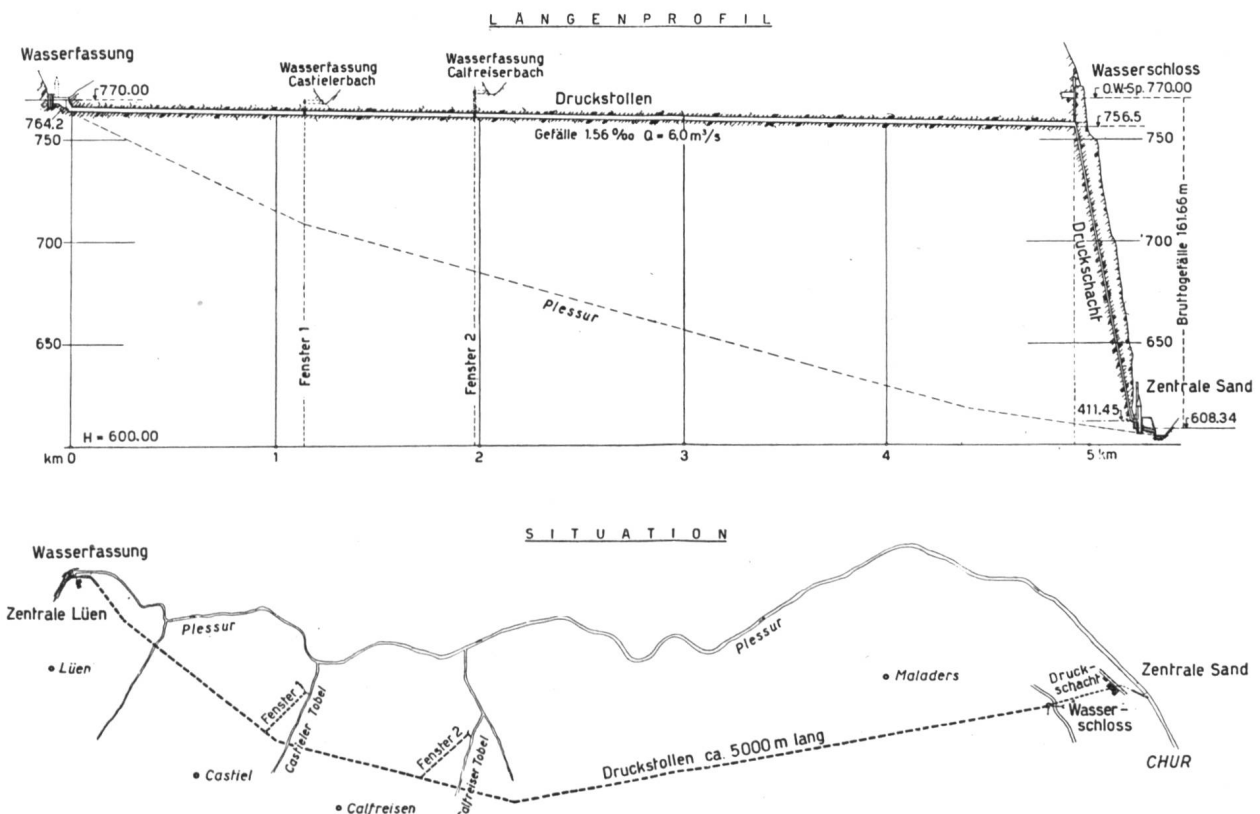 LÄNGENPROFIL
Wasserfassung
Wasserfassung
Castielerbach
Wasserfassung
Calfreiserbach
Wasserschloss
O.W-Sp. 770.00
770.00
Druckstollen
764.2
756.5
750
Gefälle 1.56 ‰ Q = 6,0 m³/s
750
700
700
Druckschacht
Bruttogefälle 161.66 m
Plessur
650
650
Fenster 1
Fenster 2
Zentrale Sand
411.45
608.34
H = 600.00
km 0
1
2
3
4
5 km
SITUATION
Wasserfassung
Zentrale Lüen
Plessur
Plessur
Lüen
Maladers
Zentrale Sand
Druck-
schacht
Wasser-
schloss
Fenster 1
Castieler Tobel
Fenster 2
Calfreiser Tobel
Druckstollen ca. 5000 m lang
CHUR
Castiel
Calfreisen